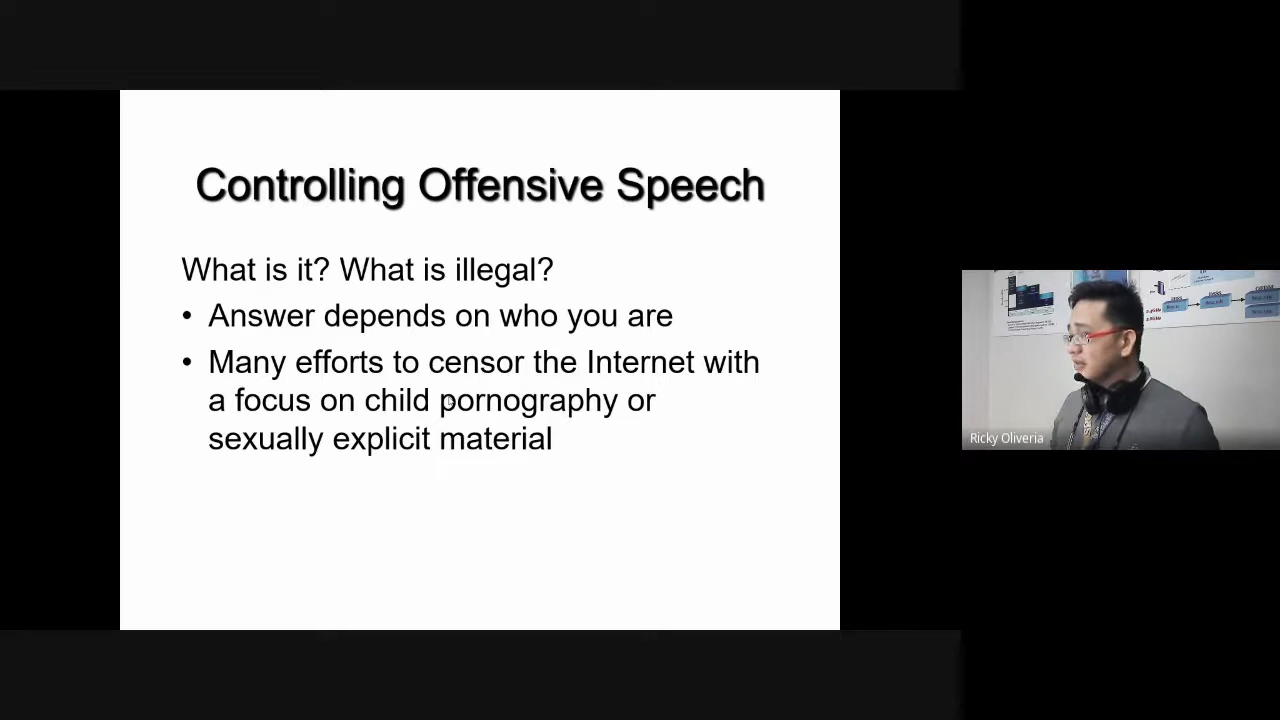 Controlling Offensive Speech
What is it? What is illegal?
• Answer depends on who you are
• Many efforts to censor the Internet with
a focus on child pornography or
sexually explicit material
Ricky Oliveria